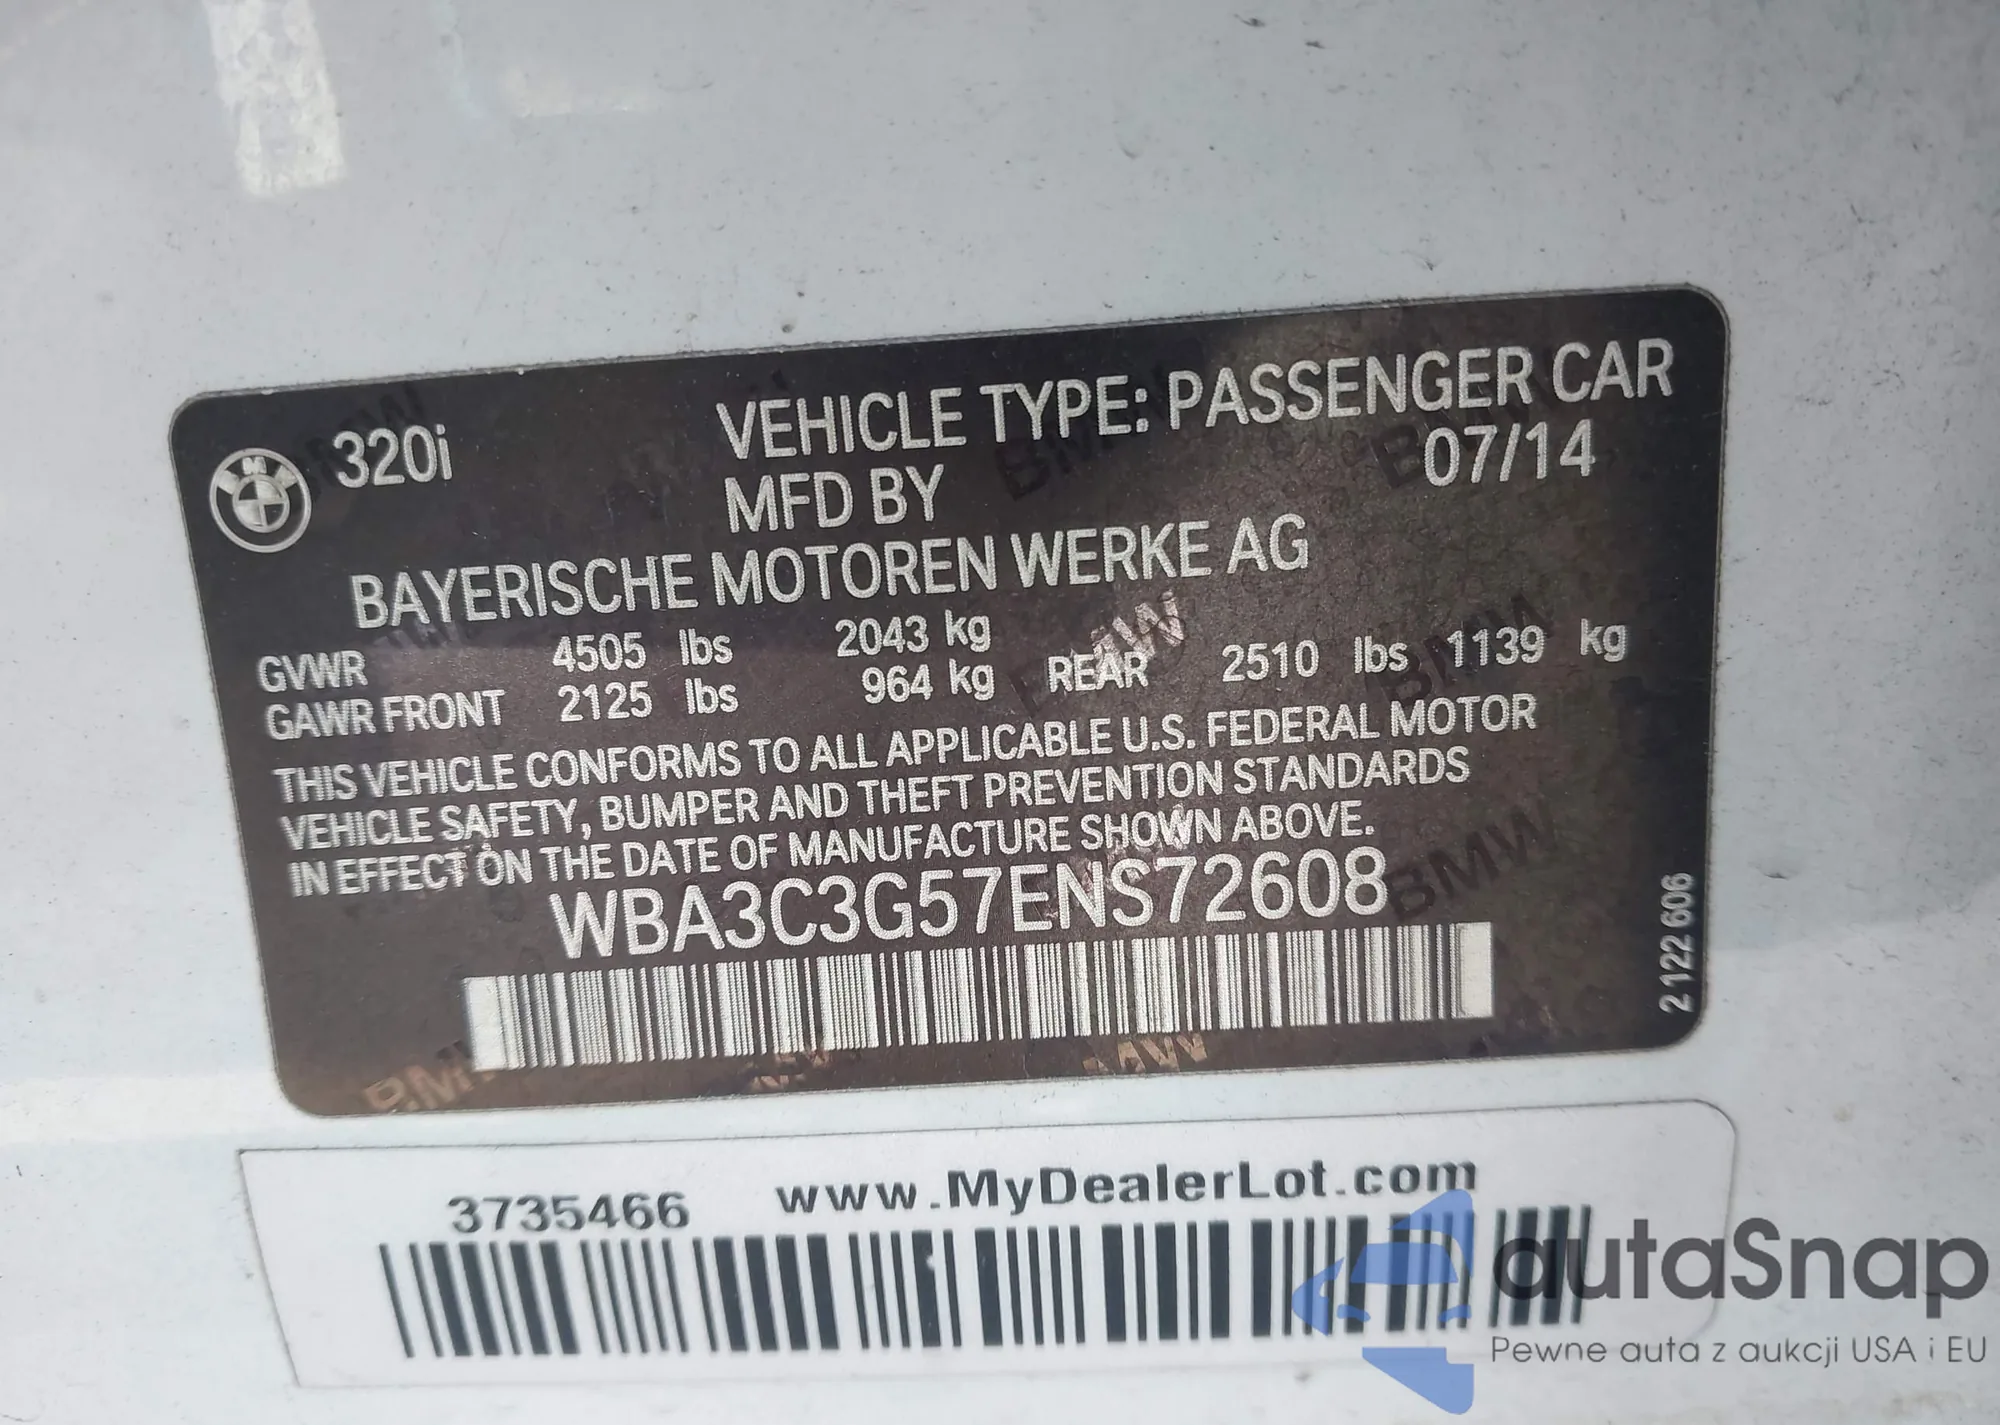 320i
VEHICLE TYPE: PASSENGER CAR
MFD BY 07/14
BAYERISCHE MOTOREN WERKE AG
GVWR 4505 lbs 2043 kg
GAWR FRONT 2125 lbs 964 kg REAR 2510 lbs 1139 kg
THIS VEHICLE CONFORMS TO ALL APPLICABLE U.S. FEDERAL MOTOR
VEHICLE SAFETY, BUMPER AND THEFT PREVENTION STANDARDS
IN EFFECT ON THE DATE OF MANUFACTURE SHOWN ABOVE.
WBA3C3G57ENS72608
2 122 606
3735466 www.MyDealerLot.com
autaSnap
Pewne auta z aukcji USA i EU